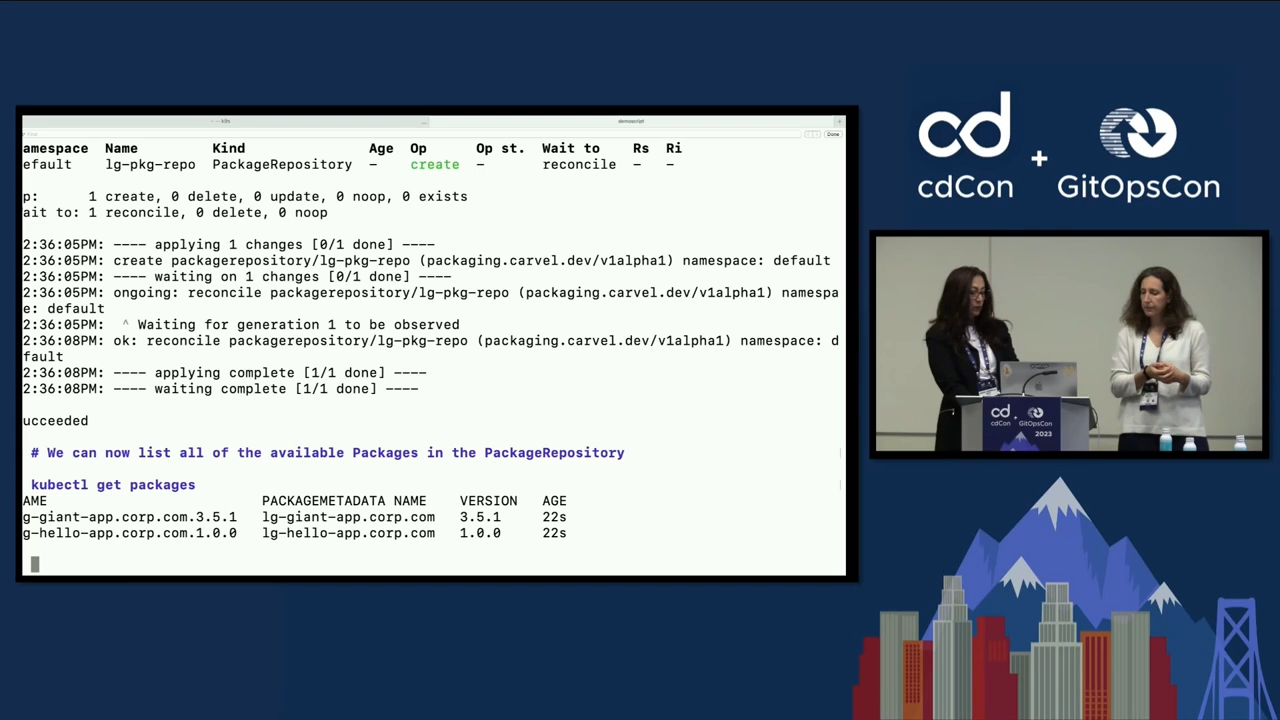 ~ — k8s
demoscript
Done
amespace Name Kind Age Op Op st. Wait to Rs Ri
efault lg-pkg-repo PackageRepository - create - reconcile - -
p: 1 create, 0 delete, 0 update, 0 noop, 0 exists
ait to: 1 reconcile, 0 delete, 0 noop
2:36:05PM: ---- applying 1 changes [0/1 done] ----
2:36:05PM: create packagerepository/lg-pkg-repo (packaging.carvel.dev/v1alpha1) namespace: default
2:36:05PM: ---- waiting on 1 changes [0/1 done] ----
2:36:05PM: ongoing: reconcile packagerepository/lg-pkg-repo (packaging.carvel.dev/v1alpha1) namespa
e: default
2:36:05PM: ^ Waiting for generation 1 to be observed
2:36:08PM: ok: reconcile packagerepository/lg-pkg-repo (packaging.carvel.dev/v1alpha1) namespace: d
fault
2:36:08PM: ---- applying complete [1/1 done] ----
2:36:08PM: ---- waiting complete [1/1 done] ----
ucceeded
# We can now list all of the available Packages in the PackageRepository
kubectl get packages
AME PACKAGEMETADATA NAME VERSION AGE
g-giant-app.corp.com.3.5.1 lg-giant-app.corp.com 3.5.1 22s
g-hello-app.corp.com.1.0.0 lg-hello-app.corp.com 1.0.0 22s
cd
cdCon + GitOpsCon
cd
cdCon + GitOpsCon
2023